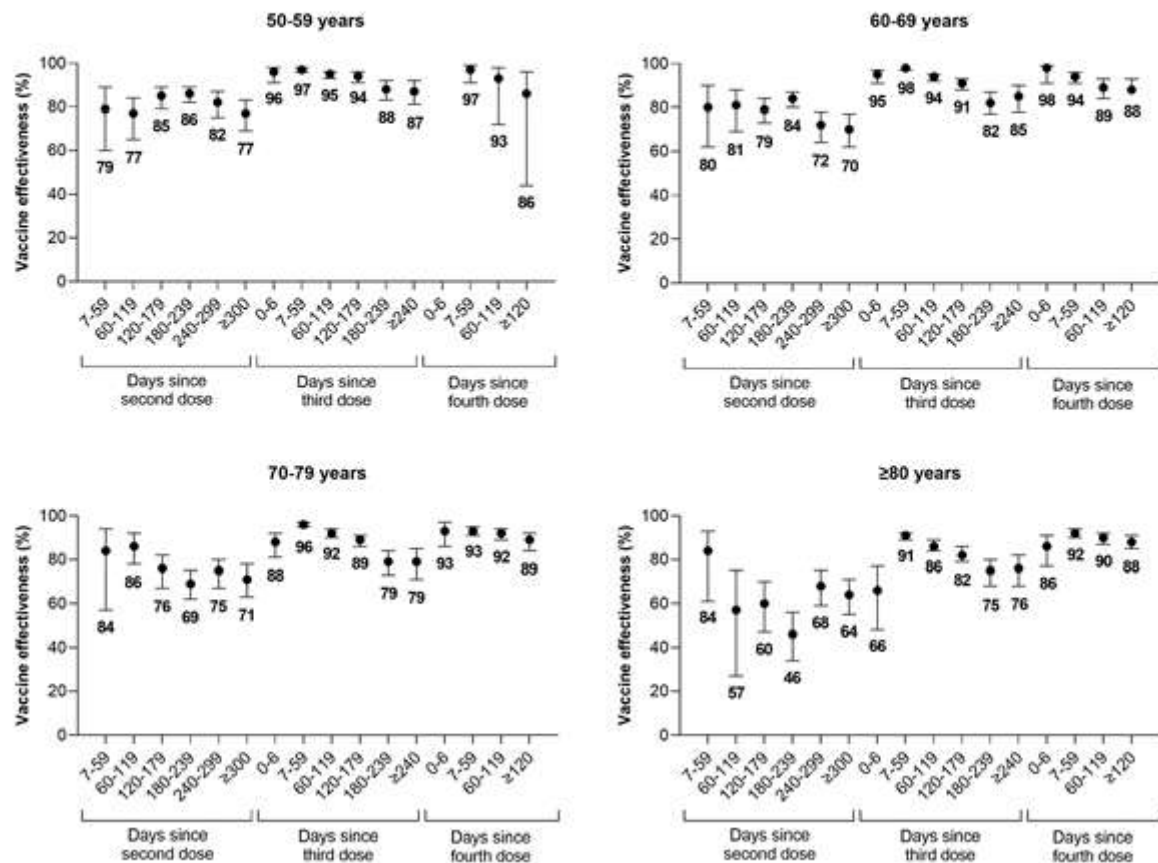 50-59 years
Vaccine effectiveness (%)
100
80
60
40
20
0
79 77 85 86 82 77 96 97 95 94 88 87 97 93 86
7-59 60-119 120-179 180-239 240-299 ≥300 0-6 7-59 60-119 120-179 180-239 ≥240 0-6 7-59 60-119 ≥120
Days since second dose
Days since third dose
Days since fourth dose
60-69 years
Vaccine effectiveness (%)
100
80
60
40
20
0
80 81 79 84 72 70 95 98 94 91 82 85 98 94 89 88
7-59 60-119 120-179 180-239 240-299 ≥300 0-6 7-59 60-119 120-179 180-239 ≥240 0-6 7-59 60-119 ≥120
Days since second dose
Days since third dose
Days since fourth dose
70-79 years
Vaccine effectiveness (%)
100
80
60
40
20
0
84 86 76 69 75 71 88 96 92 89 79 79 93 93 92 89
7-59 60-119 120-179 180-239 240-299 ≥300 0-6 7-59 60-119 120-179 180-239 ≥240 0-6 7-59 60-119 ≥120
Days since second dose
Days since third dose
Days since fourth dose
≥80 years
Vaccine effectiveness (%)
100
80
60
40
20
0
84 57 60 46 68 64 66 91 86 82 75 76 86 92 90 88
7-59 60-119 120-179 180-239 240-299 ≥300 0-6 7-59 60-119 120-179 180-239 ≥240 0-6 7-59 60-119 ≥120
Days since second dose
Days since third dose
Days since fourth dose